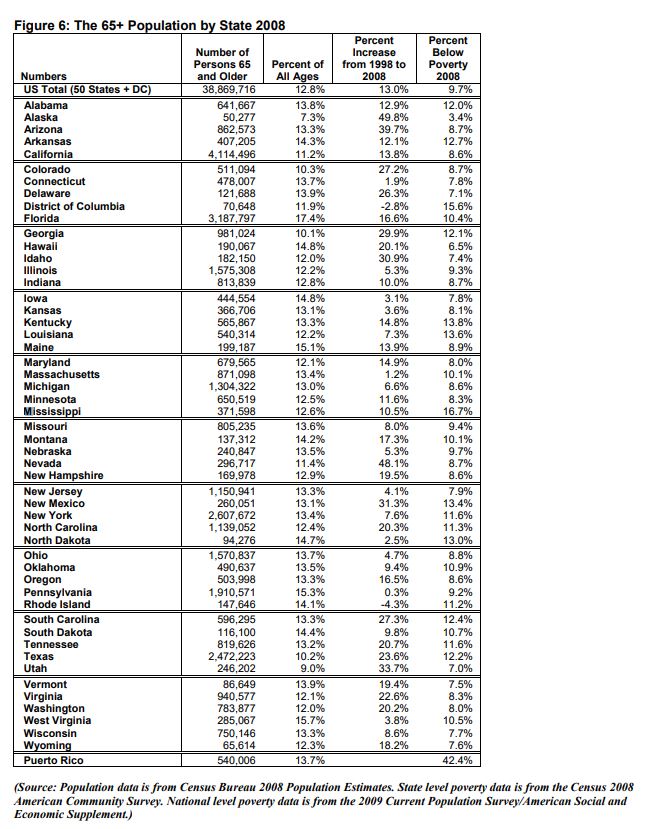 Figure 6: The 65+ Population by State 2008
Numbers Number of Persons 65 and Older Percent of All Ages Percent Increase from 1998 to 2008 Percent Below Poverty 2008
US Total (50 States + DC) 38,869,716 12.8% 13.0% 9.7%
Alabama 641,667 13.8% 12.9% 12.0%
Alaska 50,277 7.3% 49.8% 3.4%
Arizona 862,573 13.3% 39.7% 8.7%
Arkansas 407,205 14.3% 12.1% 12.7%
California 4,114,496 11.2% 13.8% 8.6%
Colorado 511,094 10.3% 27.2% 8.7%
Connecticut 478,007 13.7% 1.9% 7.8%
Delaware 121,688 13.9% 26.3% 7.1%
District of Columbia 70,648 11.9% -2.8% 15.6%
Florida 3,187,797 17.4% 16.6% 10.4%
Georgia 981,024 10.1% 29.9% 12.1%
Hawaii 190,067 14.8% 20.1% 6.5%
Idaho 182,150 12.0% 30.9% 7.4%
Illinois 1,575,308 12.2% 5.3% 9.3%
Indiana 813,839 12.8% 10.0% 8.7%
Iowa 444,554 14.8% 3.1% 7.8%
Kansas 366,706 13.1% 3.6% 8.1%
Kentucky 565,867 13.3% 14.8% 13.8%
Louisiana 540,314 12.2% 7.3% 13.6%
Maine 199,187 15.1% 13.9% 8.9%
Maryland 679,565 12.1% 14.9% 8.0%
Massachusetts 871,098 13.4% 1.2% 10.1%
Michigan 1,304,322 13.0% 6.6% 8.6%
Minnesota 650,519 12.5% 11.6% 8.3%
Mississippi 371,598 12.6% 10.5% 16.7%
Missouri 805,235 13.6% 8.0% 9.4%
Montana 137,312 14.2% 17.3% 10.1%
Nebraska 240,847 13.5% 5.3% 9.7%
Nevada 296,717 11.4% 48.1% 8.7%
New Hampshire 169,978 12.9% 19.5% 8.6%
New Jersey 1,150,941 13.3% 4.1% 7.9%
New Mexico 260,051 13.1% 31.3% 13.4%
New York 2,607,672 13.4% 7.6% 11.6%
North Carolina 1,139,052 12.4% 20.3% 11.3%
North Dakota 94,276 14.7% 2.5% 13.0%
Ohio 1,570,837 13.7% 4.7% 8.8%
Oklahoma 490,637 13.5% 9.4% 10.9%
Oregon 503,998 13.3% 16.5% 8.6%
Pennsylvania 1,910,571 15.3% 0.3% 9.2%
Rhode Island 147,646 14.1% -4.3% 11.2%
South Carolina 596,295 13.3% 27.3% 12.4%
South Dakota 116,100 14.4% 9.8% 10.7%
Tennessee 819,626 13.2% 20.7% 11.6%
Texas 2,472,223 10.2% 23.6% 12.2%
Utah 246,202 9.0% 33.7% 7.0%
Vermont 86,649 13.9% 19.4% 7.5%
Virginia 940,577 12.1% 22.6% 8.3%
Washington 783,877 12.0% 20.2% 8.0%
West Virginia 285,067 15.7% 3.8% 10.5%
Wisconsin 750,146 13.3% 8.6% 7.7%
Wyoming 65,614 12.3% 18.2% 7.6%
Puerto Rico 540,006 13.7% 42.4%
(Source: Population data is from Census Bureau 2008 Population Estimates. State level poverty data is from the Census 2008
American Community Survey. National level poverty data is from the 2009 Current Population Survey/American Social and
Economic Supplement.)